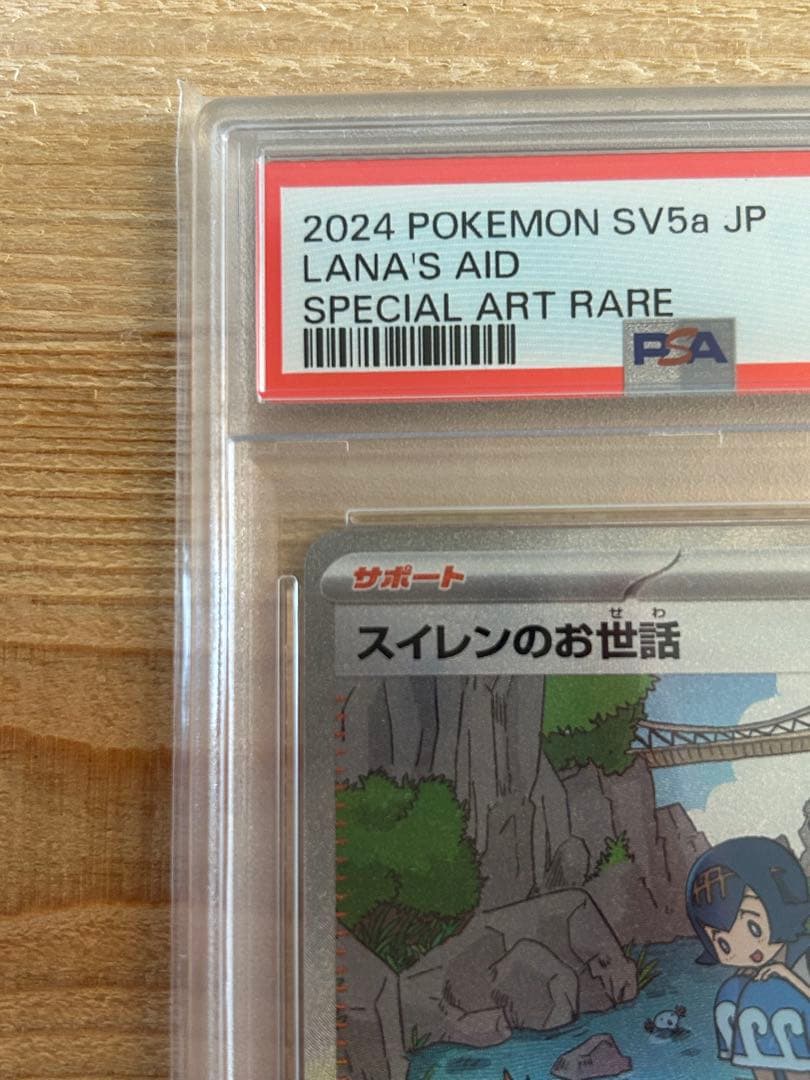 2024 POKEMON SV5a JP
LANA'S AID
SPECIAL ART RARE
PSA
サポート
せわ
スイレンのお世話